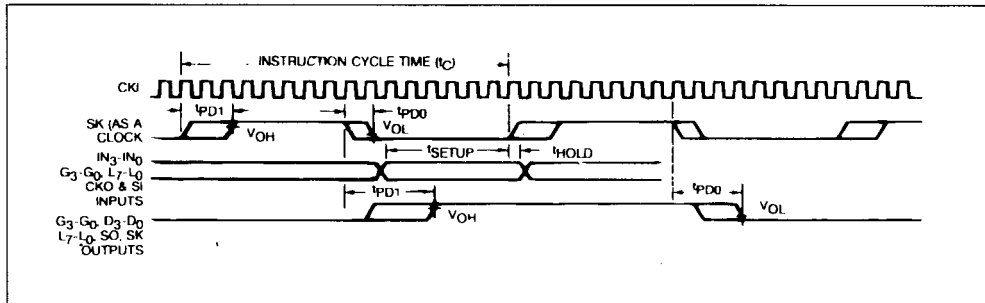 INSTRUCTION CYCLE TIME (tC)
CKI
tPD1
tPD0
SK (AS A
CLOCK
VOH
VOL
IN3-IN0
tSETUP
tHOLD
G3-G0, L7-L0
CKO & SI
INPUTS
tPD1
tPD0
VOH
VOL
G3-G0, D3-D0
L7-L0, SO, SK
OUTPUTS